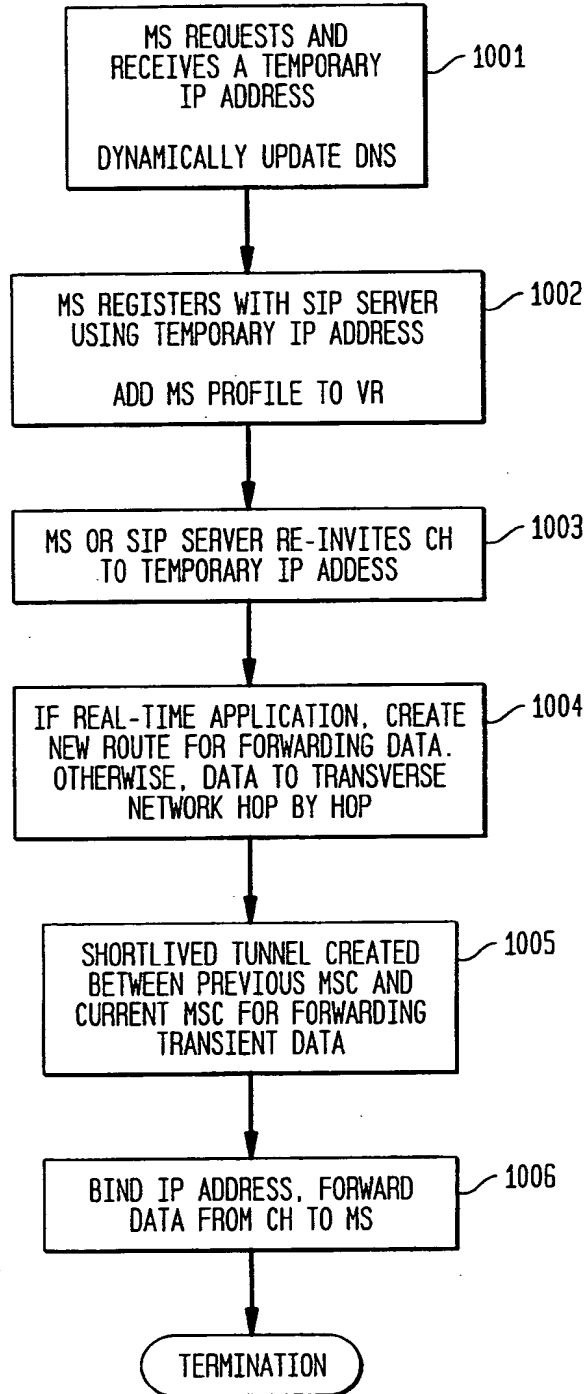 MS REQUESTS AND
RECEIVES A TEMPORARY
IP ADDRESS
DYNAMICALLY UPDATE DNS
1001
MS REGISTERS WITH SIP SERVER
USING TEMPORARY IP ADDRESS
ADD MS PROFILE TO VR
1002
MS OR SIP SERVER RE-INVITES CH
TO TEMPORARY IP ADDESS
1003
IF REAL-TIME APPLICATION, CREATE
NEW ROUTE FOR FORWARDING DATA.
OTHERWISE, DATA TO TRANSVERSE
NETWORK HOP BY HOP
1004
SHORTLIVED TUNNEL CREATED
BETWEEN PREVIOUS MSC AND
CURRENT MSC FOR FORWARDING
TRANSIENT DATA
1005
BIND IP ADDRESS, FORWARD
DATA FROM CH TO MS
1006
TERMINATION